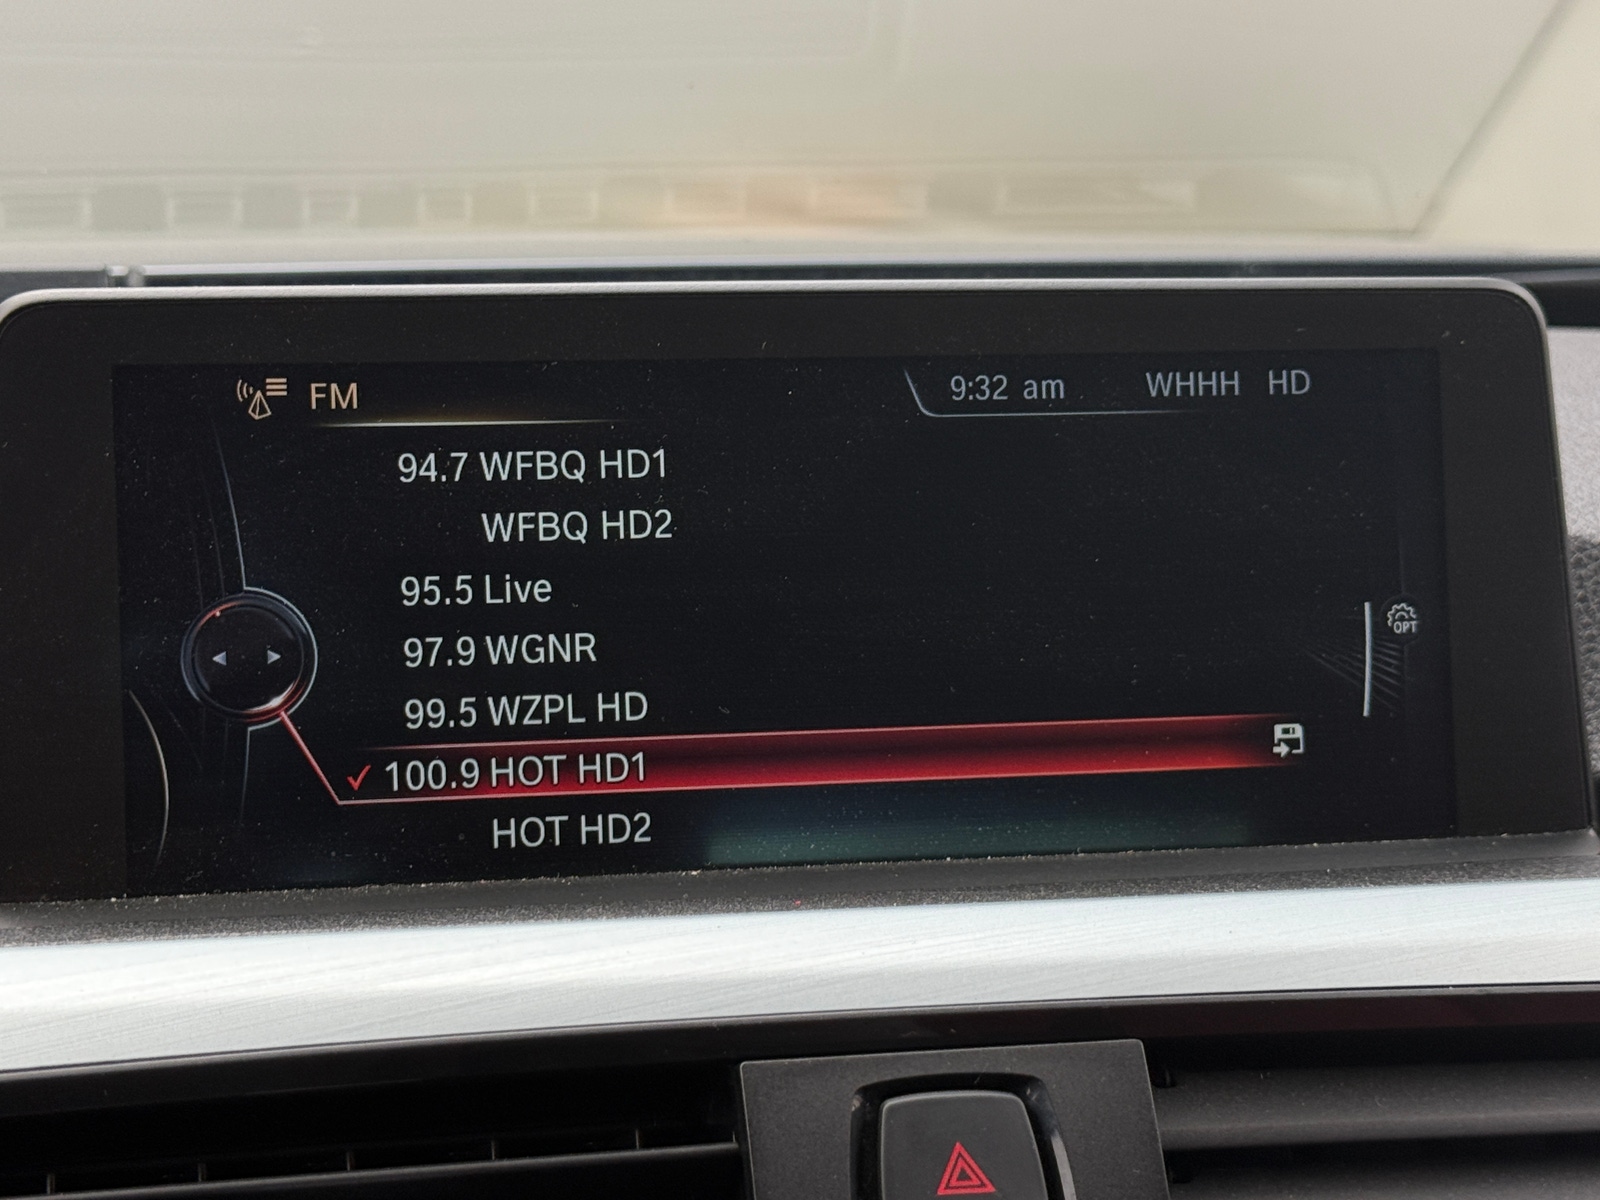 FM
9:32 am WHHH HD
94.7 WFBQ HD1
WFBQ HD2
95.5 Live
97.9 WGNR
OPT
99.5 WZPL HD
✓ 100.9 HOT HD1
HOT HD2